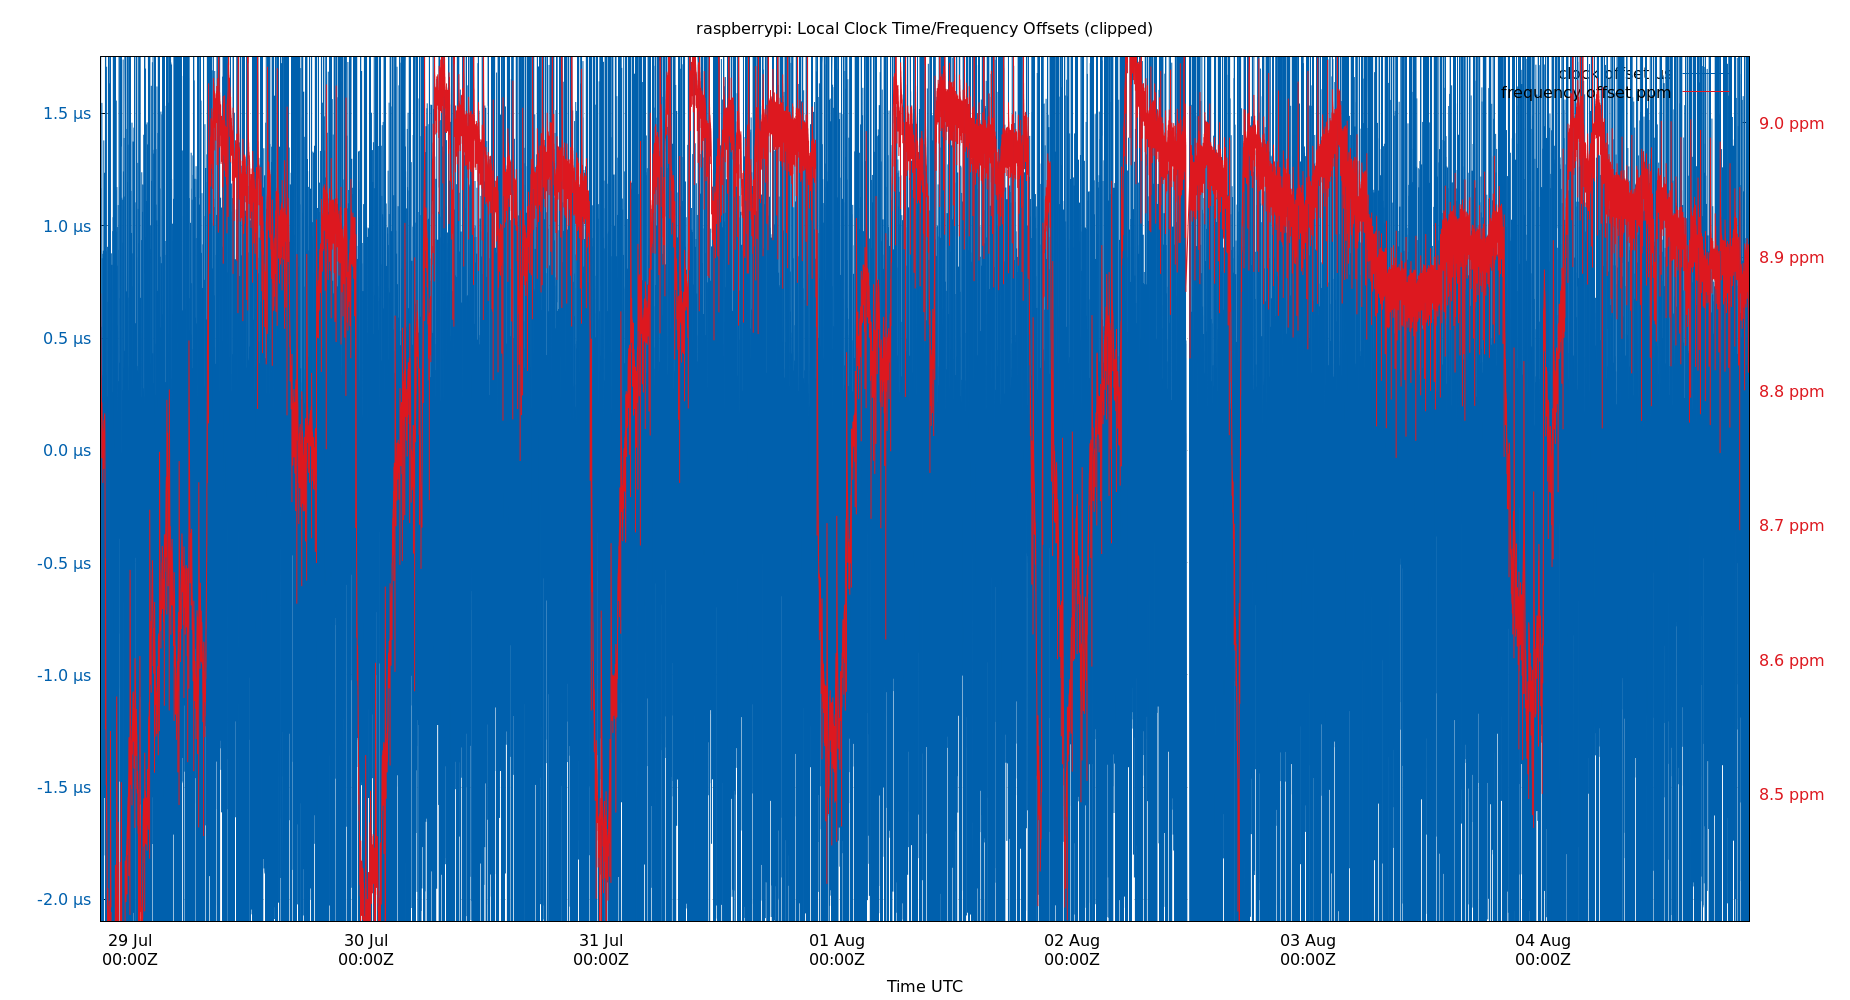 raspberrypi: Local Clock Time/Frequency Offsets (clipped)
clock offset µs
frequency offset ppm
1.5 µs
1.0 µs
0.5 µs
0.0 µs
-0.5 µs
-1.0 µs
-1.5 µs
-2.0 µs
9.0 ppm
8.9 ppm
8.8 ppm
8.7 ppm
8.6 ppm
8.5 ppm
29 Jul 30 Jul 31 Jul 01 Aug 02 Aug 03 Aug 04 Aug
00:00Z 00:00Z 00:00Z 00:00Z 00:00Z 00:00Z 00:00Z
Time UTC